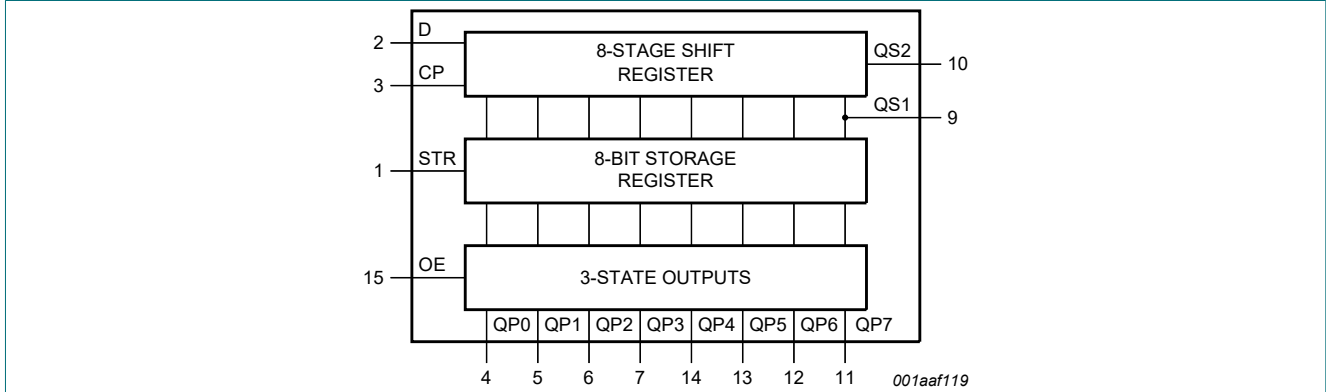 D
2
8-STAGE SHIFT
REGISTER
QS2
10
CP
3
QS1
9
STR
1
8-BIT STORAGE
REGISTER
OE
15
3-STATE OUTPUTS
QP0 QP1 QP2 QP3 QP4 QP5 QP6 QP7
4 5 6 7 14 13 12 11
001aaf119